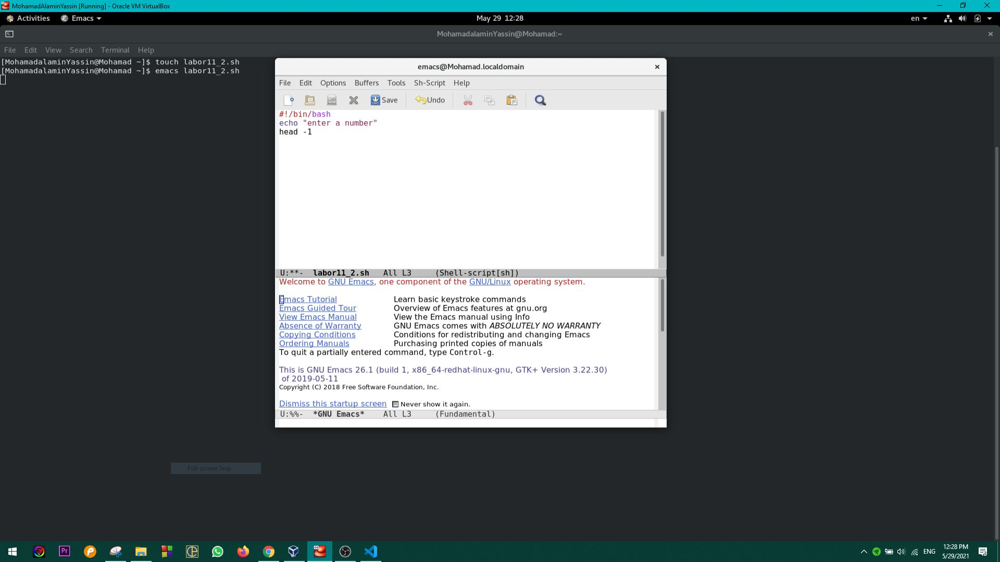 MohamadAlaminYassin [Running] - Oracle VM VirtualBox
Activities Emacs May 29 12:28 en
MohamadalaminYassin@Mohamad:~
File Edit View Search Terminal Help
[MohamadalaminYassin@Mohamad ~]$ touch labor11_2.sh
[MohamadalaminYassin@Mohamad ~]$ emacs labor11_2.sh
emacs@Mohamad.localdomain
File Edit Options Buffers Tools Sh-Script Help
Save Undo
#!/bin/bash
echo "enter a number"
head -1
U:**- labor11_2.sh All L3 (Shell-script[sh])
Welcome to GNU Emacs, one component of the GNU/Linux operating system.
Emacs Tutorial Learn basic keystroke commands
Emacs Guided Tour Overview of Emacs features at gnu.org
View Emacs Manual View the Emacs manual using Info
Absence of Warranty GNU Emacs comes with ABSOLUTELY NO WARRANTY
Copying Conditions Conditions for redistributing and changing Emacs
Ordering Manuals Purchasing printed copies of manuals
To quit a partially entered command, type Control-g.
This is GNU Emacs 26.1 (build 1, x86_64-redhat-linux-gnu, GTK+ Version 3.22.30)
of 2019-05-11
Copyright (C) 2018 Free Software Foundation, Inc.
Dismiss this startup screen Never show it again.
U:%%- *GNU Emacs* All L3 (Fundamental)
Full-screen Snip
Pr
ENG
12:28 PM
5/29/2021